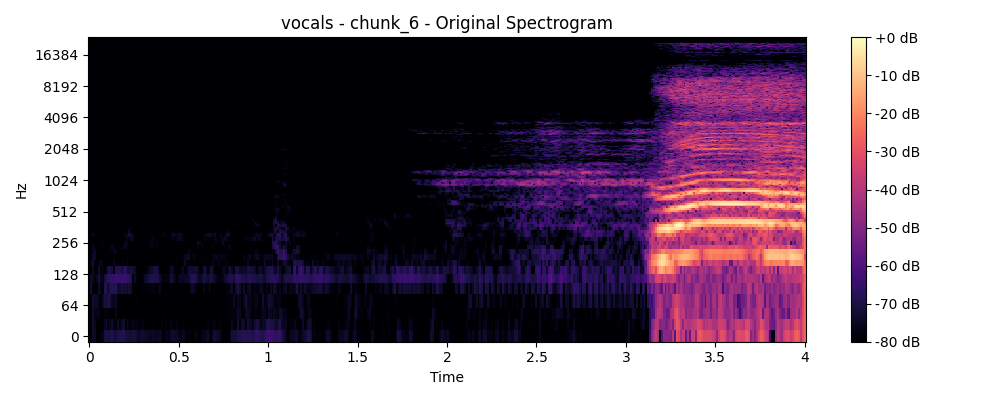 vocals - chunk_6 - Original Spectrogram
16384
8192
4096
2048
1024
512
256
128
64
0
Hz
0 0.5 1 1.5 2 2.5 3 3.5 4
Time
+0 dB
-10 dB
-20 dB
-30 dB
-40 dB
-50 dB
-60 dB
-70 dB
-80 dB